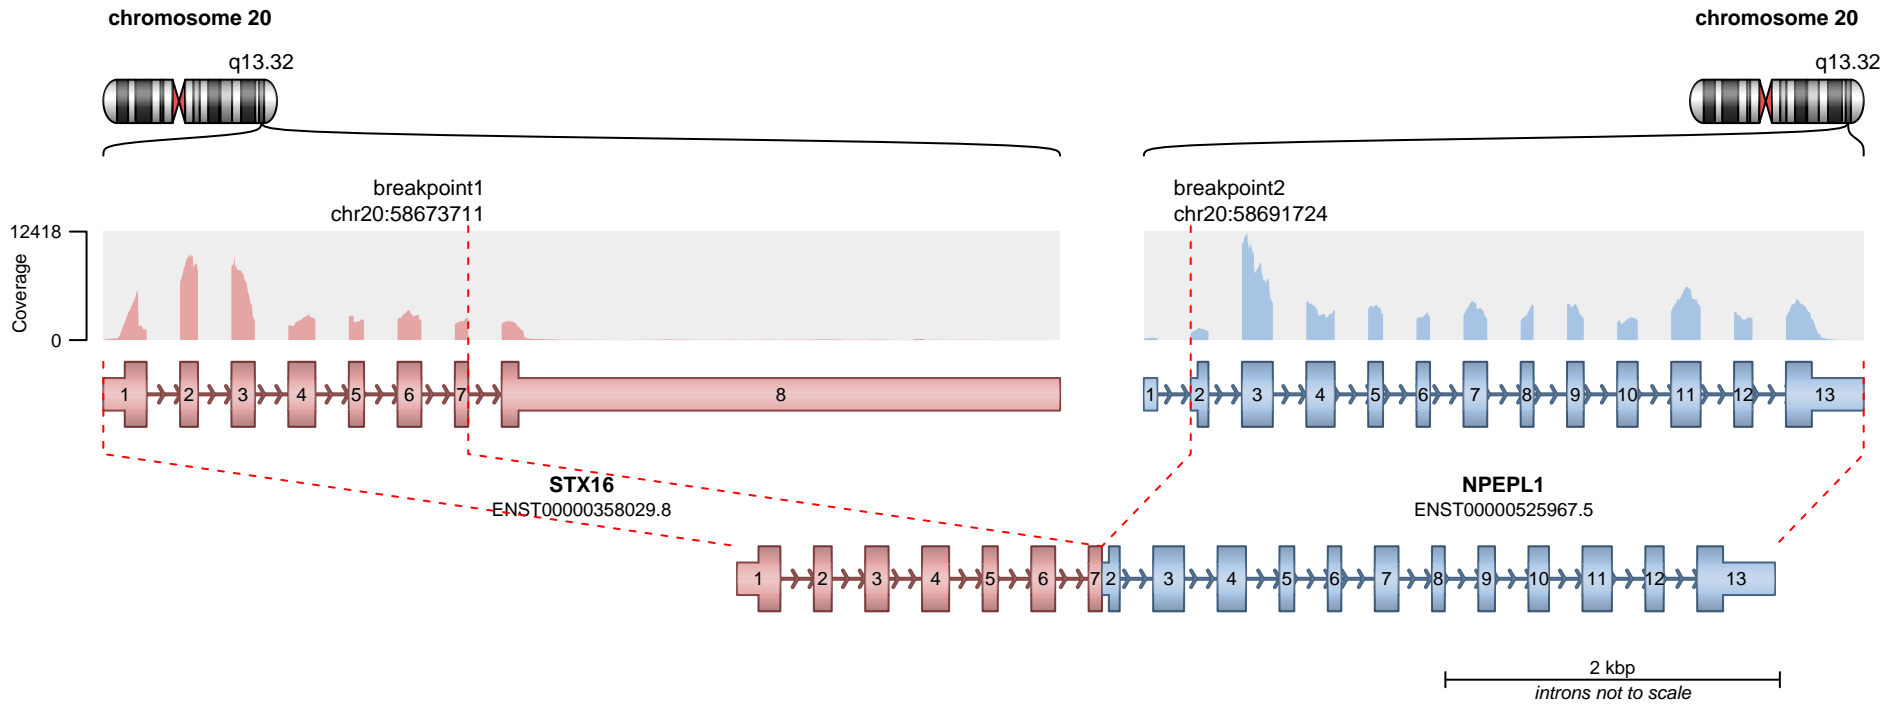 chromosome 20
chromosome 20
q13.32
q13.32
breakpoint1
chr20:58673711
breakpoint2
chr20:58691724
12418
Coverage
0
1 2 3 4 5 6 7 8
1 2 3 4 5 6 7 8 9 10 11 12 13
STX16
ENST00000358029.8
NPEPL1
ENST00000525967.5
1 2 3 4 5 6 7 2 3 4 5 6 7 8 9 10 11 12 13
2 kbp
introns not to scale